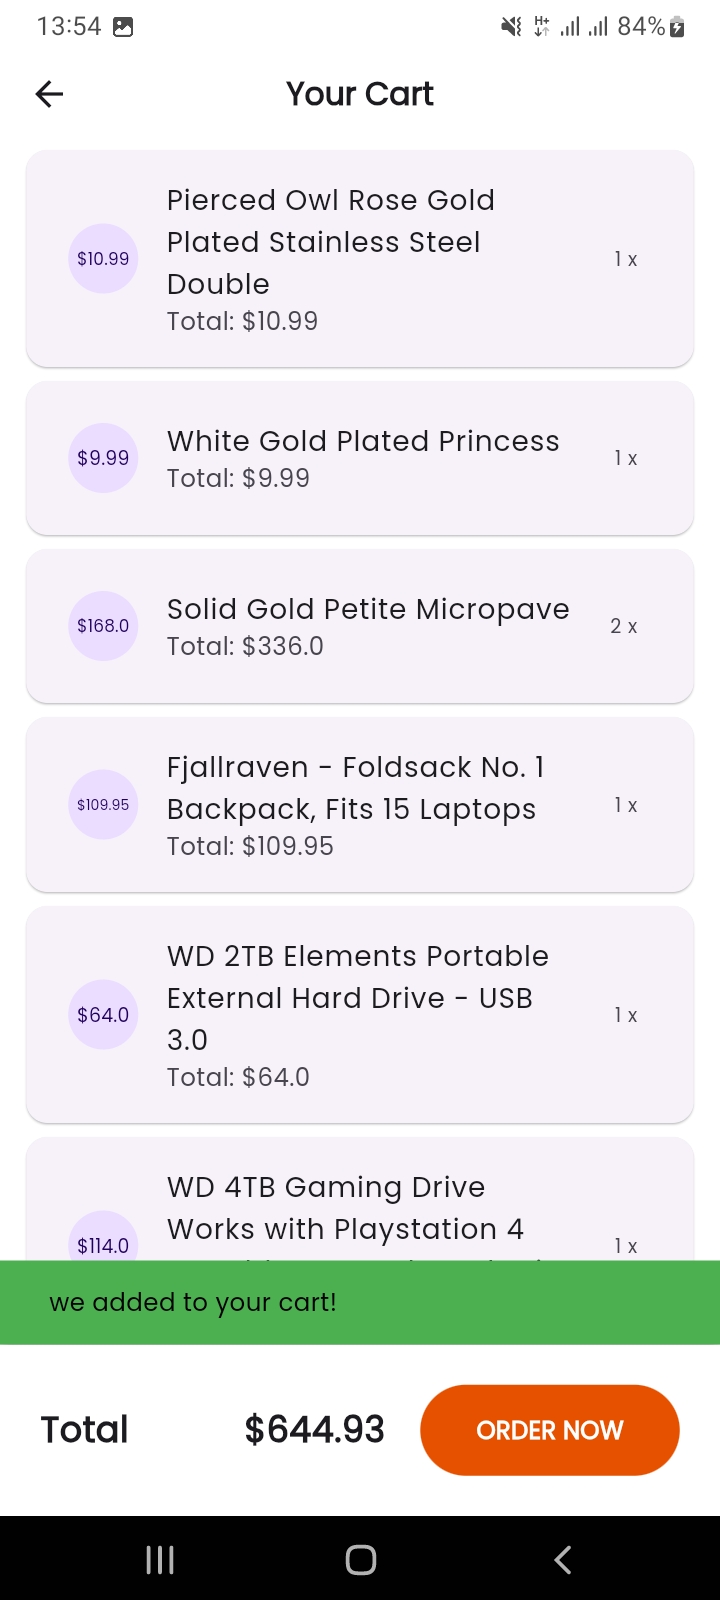 13:54
84%
Your Cart
Pierced Owl Rose Gold
Plated Stainless Steel
Double
$10.99
1 x
Total: $10.99
White Gold Plated Princess
$9.99
1 x
Total: $9.99
Solid Gold Petite Micropave
$168.0
2 x
Total: $336.0
Fjallraven - Foldsack No. 1
Backpack, Fits 15 Laptops
$109.95
1 x
Total: $109.95
WD 2TB Elements Portable
External Hard Drive - USB
3.0
$64.0
1 x
Total: $64.0
WD 4TB Gaming Drive
Works with Playstation 4
$114.0
1 x
we added to your cart!
Total
$644.93
ORDER NOW